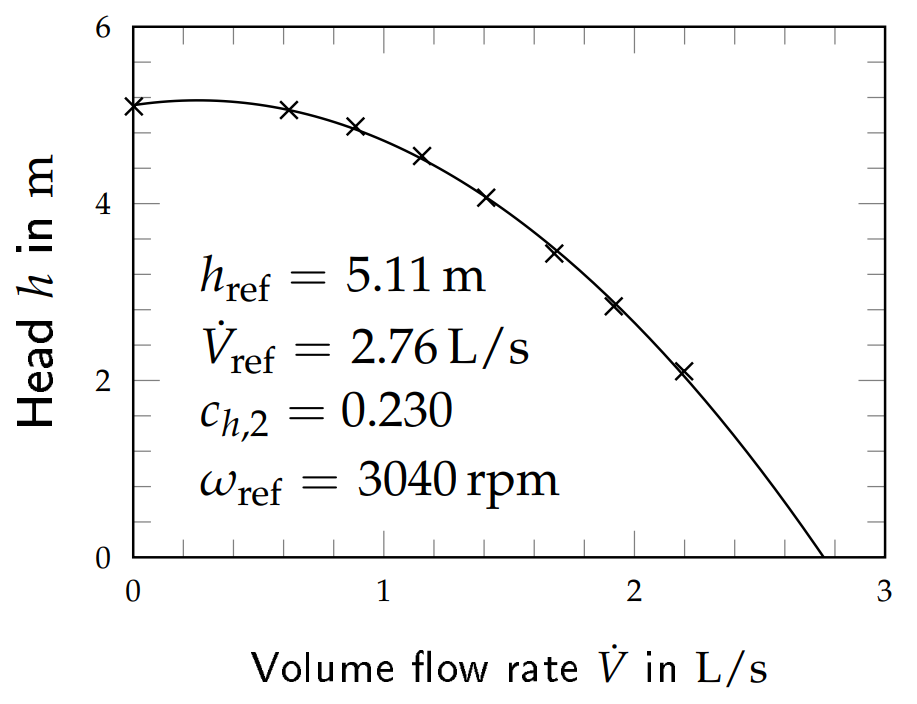 6
4
2
0
0 1 2 3
Head h in m
h_ref = 5.11 m
V̇_ref = 2.76 L/s
c_h,2 = 0.230
ω_ref = 3040 rpm
Volume flow rate V̇ in L/s